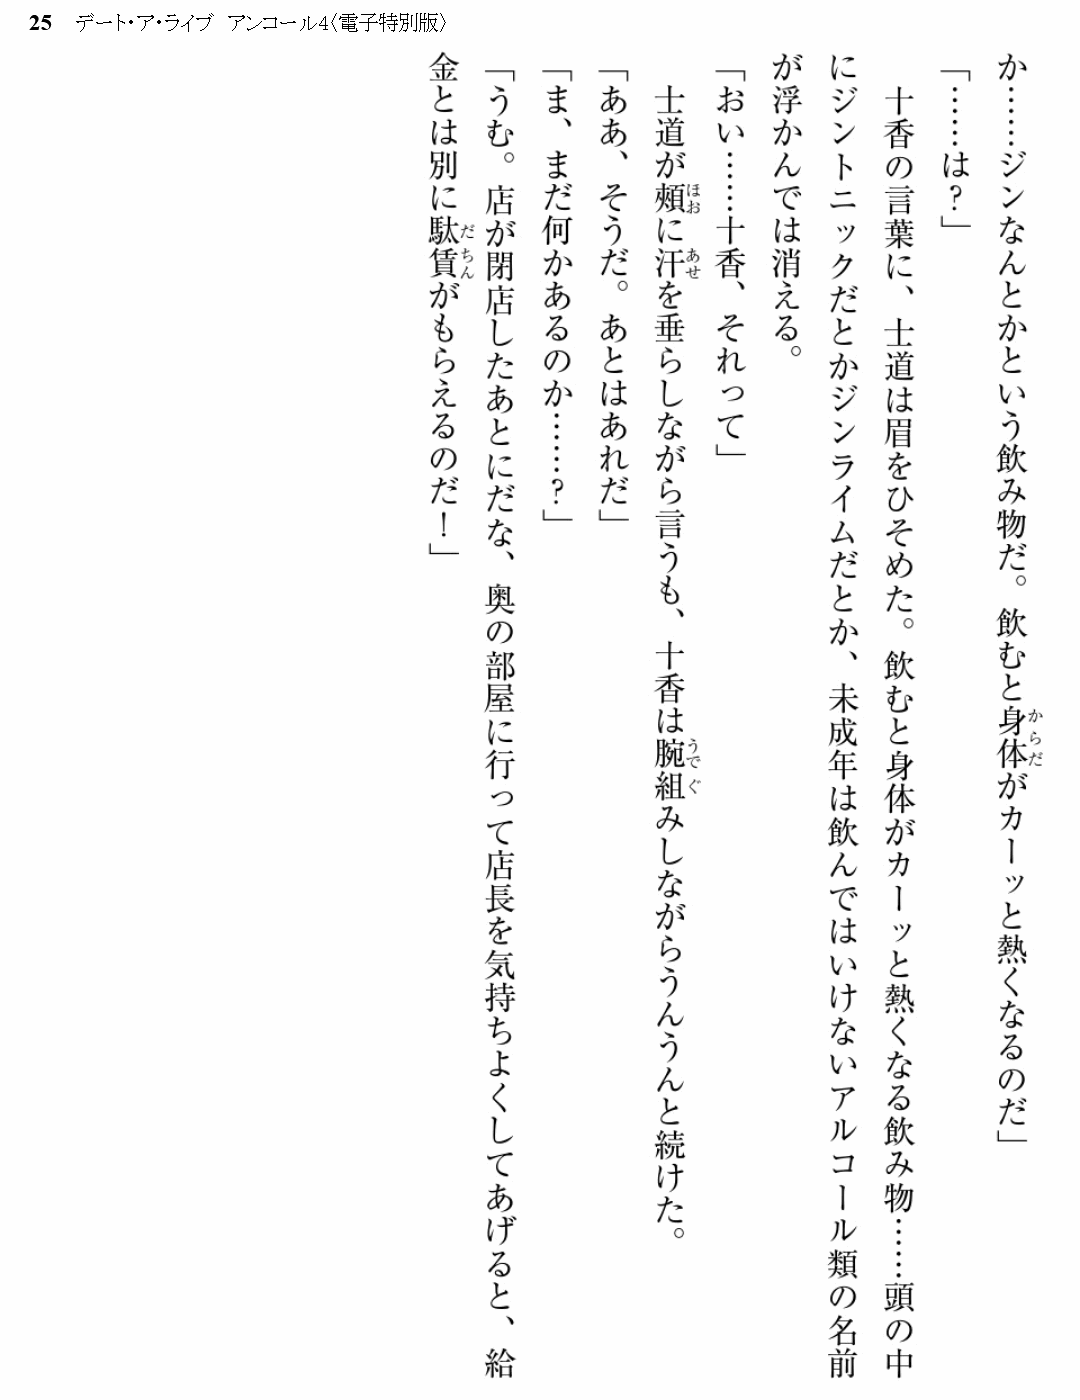 25 デート・ア・ライブ アンコール4〈電子特別版〉
か……ジンなんとかという飲み物だ。飲むと身体がカーッと熱くなるのだ」
「……は？」
十香の言葉に、士道は眉をひそめた。飲むと身体がカーッと熱くなる飲み物……頭の中
にジントニックだとかジンライムだとか、未成年は飲んではいけないアルコール類の名前
が浮かんでは消える。
「おい……十香、それって」
士道が頰に汗を垂らしながら言うも、十香は腕組みしながらうんうんと続けた。
「ああ、そうだ。あとはあれだ」
「ま、まだ何かあるのか……？」
「うむ。店が閉店したあとにだな、奥の部屋に行って店長を気持ちよくしてあげると、給
金とは別に駄賃がもらえるのだ！」